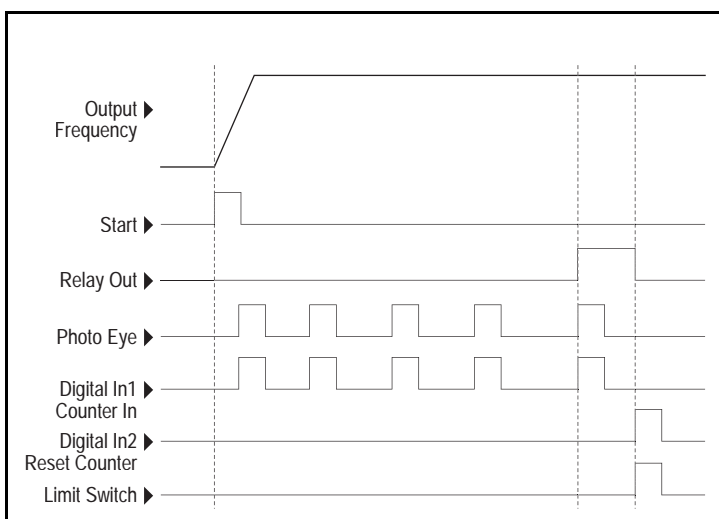 Output
Frequency
Start
Relay Out
Photo Eye
Digital In1
Counter In
Digital In2
Reset Counter
Limit Switch